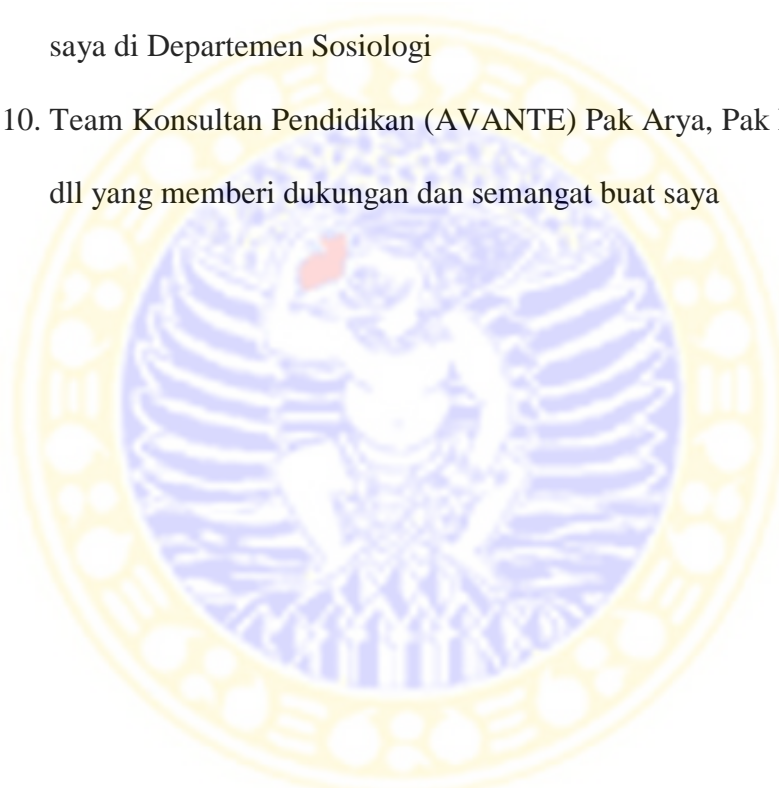 saya di Departemen Sosiologi
10. Team Konsultan Pendidikan (AVANTE) Pak Arya, Pak
dll yang memberi dukungan dan semangat buat saya